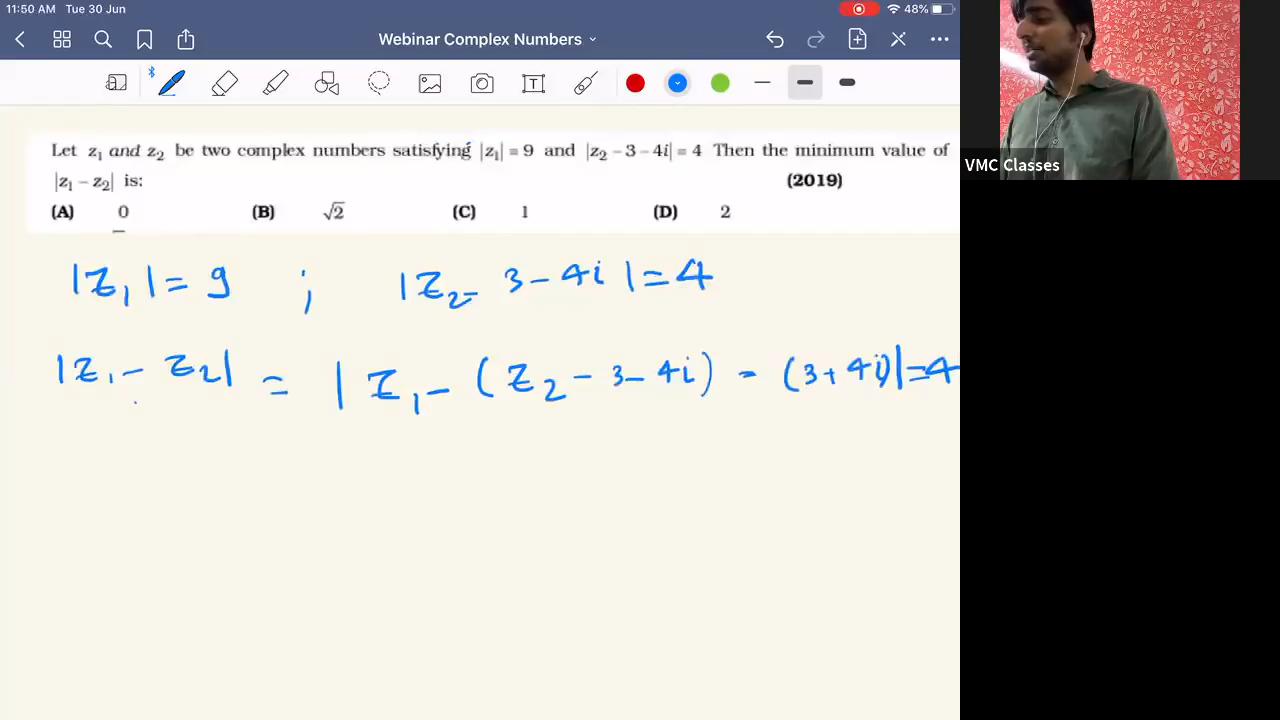 11:50 AM Tue 30 Jun 48%
Webinar Complex Numbers
T
VMC Classes
Let z₁ and z₂ be two complex numbers satisfying |z₁| = 9 and |z₂ − 3 − 4i| = 4 Then the minimum value of
|z₁ − z₂| is: (2019)
(A) 0 (B) √2 (C) 1 (D) 2
|z₁| = 9 ; |z₂ − 3 − 4i| = 4
|z₁ − z₂| = |z₁ − (z₂ − 3 − 4i) − (3 + 4i)| = 4